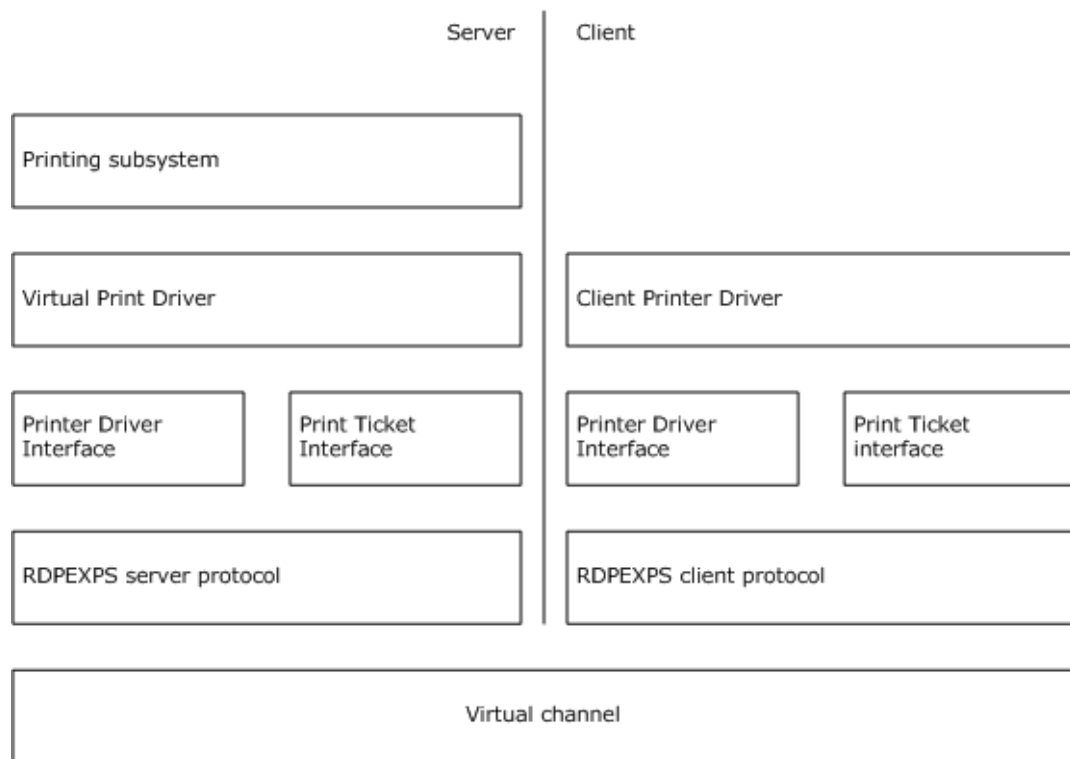 Server
Client
Printing subsystem
Virtual Print Driver
Client Printer Driver
Printer Driver
Interface
Print Ticket
Interface
Printer Driver
Interface
Print Ticket
interface
RDPEXPS server protocol
RDPEXPS client protocol
Virtual channel